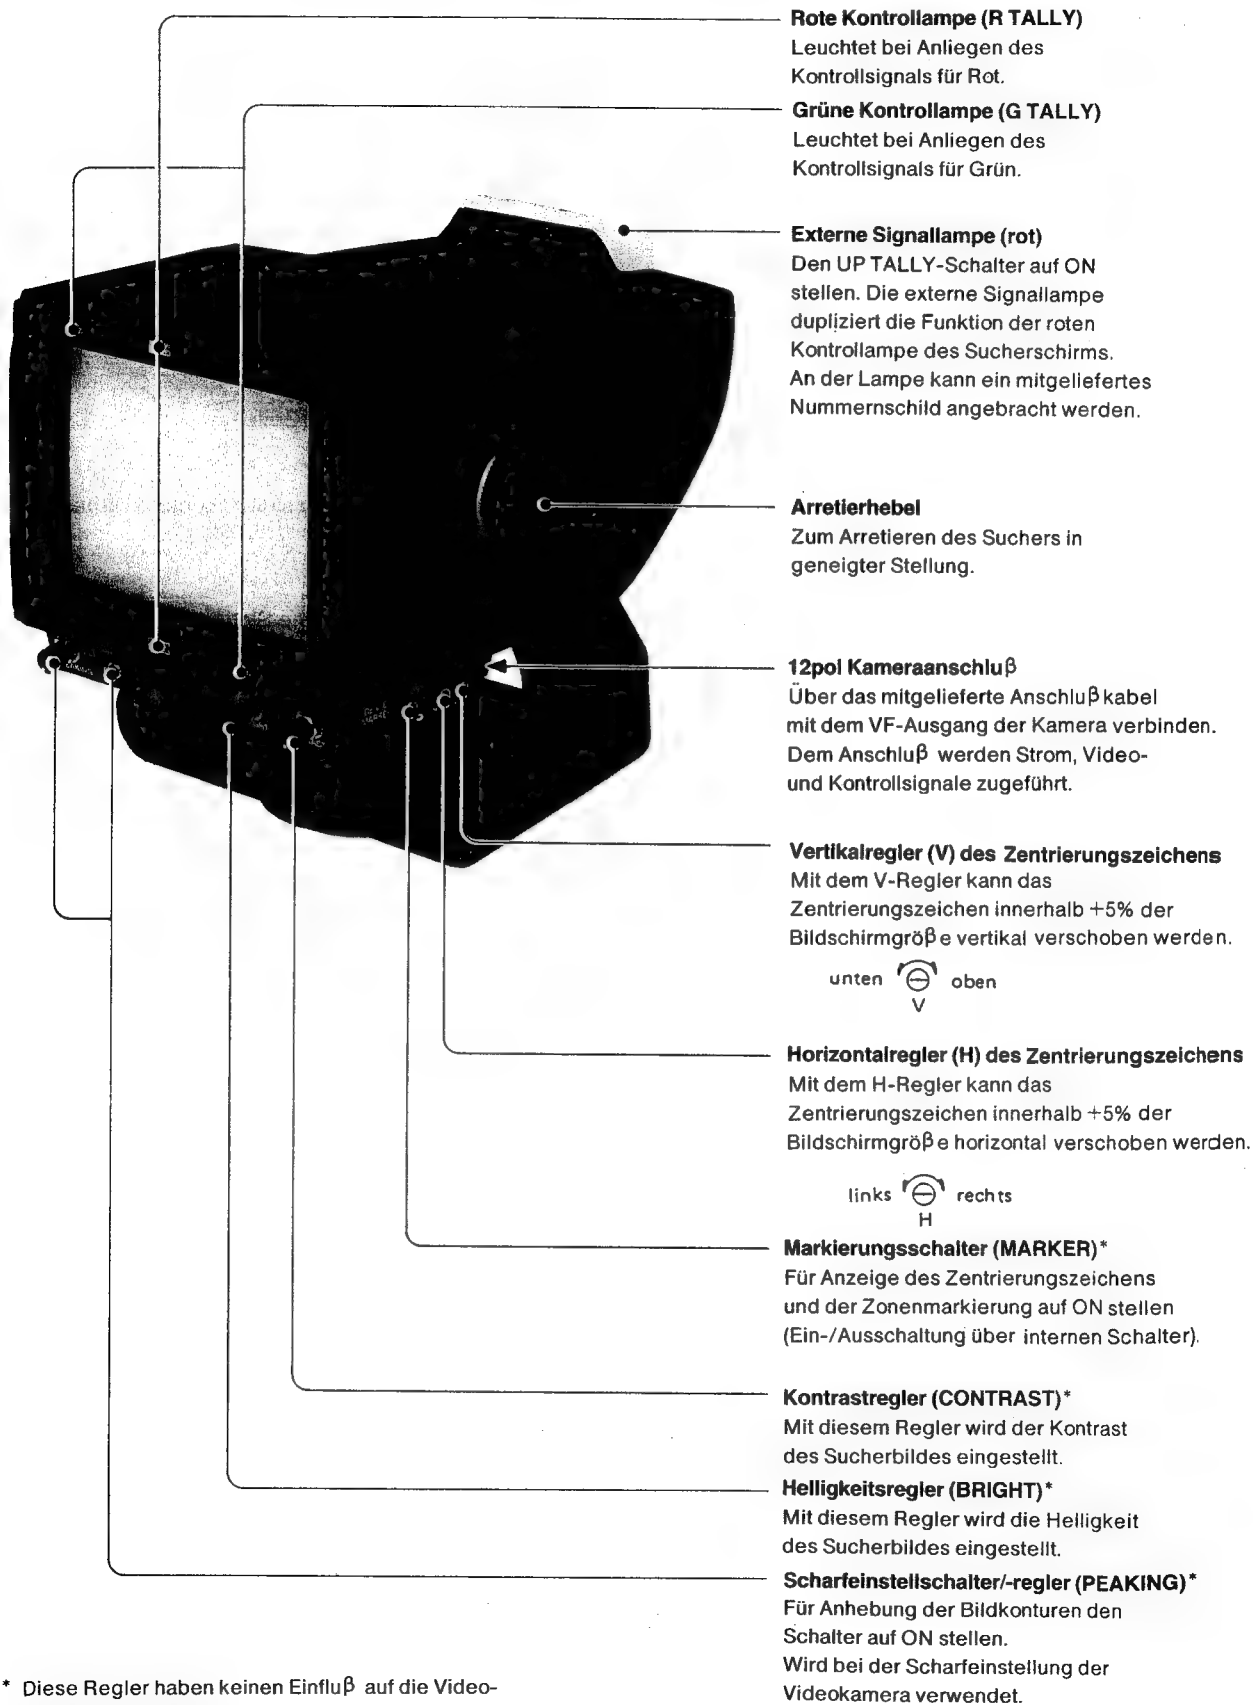 Rote Kontrollampe (R TALLY)
Leuchtet bei Anliegen des
Kontrollsignals für Rot.
Grüne Kontrollampe (G TALLY)
Leuchtet bei Anliegen des
Kontrollsignals für Grün.
Externe Signallampe (rot)
Den UP TALLY-Schalter auf ON
stellen. Die externe Signallampe
dupliziert die Funktion der roten
Kontrollampe des Sucherschirms.
An der Lampe kann ein mitgeliefertes
Nummernschild angebracht werden.
Arretierhebel
Zum Arretieren des Suchers in
geneigter Stellung.
12pol Kameraanschluß
Über das mitgelieferte Anschlußkabel
mit dem VF-Ausgang der Kamera verbinden.
Dem Anschluß werden Strom, Video-
und Kontrollsignale zugeführt.
Vertikalregler (V) des Zentrierungszeichens
Mit dem V-Regler kann das
Zentrierungszeichen innerhalb +5% der
Bildschirmgröße vertikal verschoben werden.
unten oben
V
Horizontalregler (H) des Zentrierungszeichens
Mit dem H-Regler kann das
Zentrierungszeichen innerhalb +5% der
Bildschirmgröße horizontal verschoben werden.
links rechts
H
Markierungsschalter (MARKER)*
Für Anzeige des Zentrierungszeichens
und der Zonenmarkierung auf ON stellen
(Ein-/Ausschaltung über internen Schalter).
Kontrastregler (CONTRAST)*
Mit diesem Regler wird der Kontrast
des Sucherbildes eingestellt.
Helligkeitsregler (BRIGHT)*
Mit diesem Regler wird die Helligkeit
des Sucherbildes eingestellt.
Scharfeinstellschalter/-regler (PEAKING)*
Für Anhebung der Bildkonturen den
Schalter auf ON stellen.
Wird bei der Scharfeinstellung der
Videokamera verwendet.
* Diese Regler haben keinen Einfluß auf die Video-